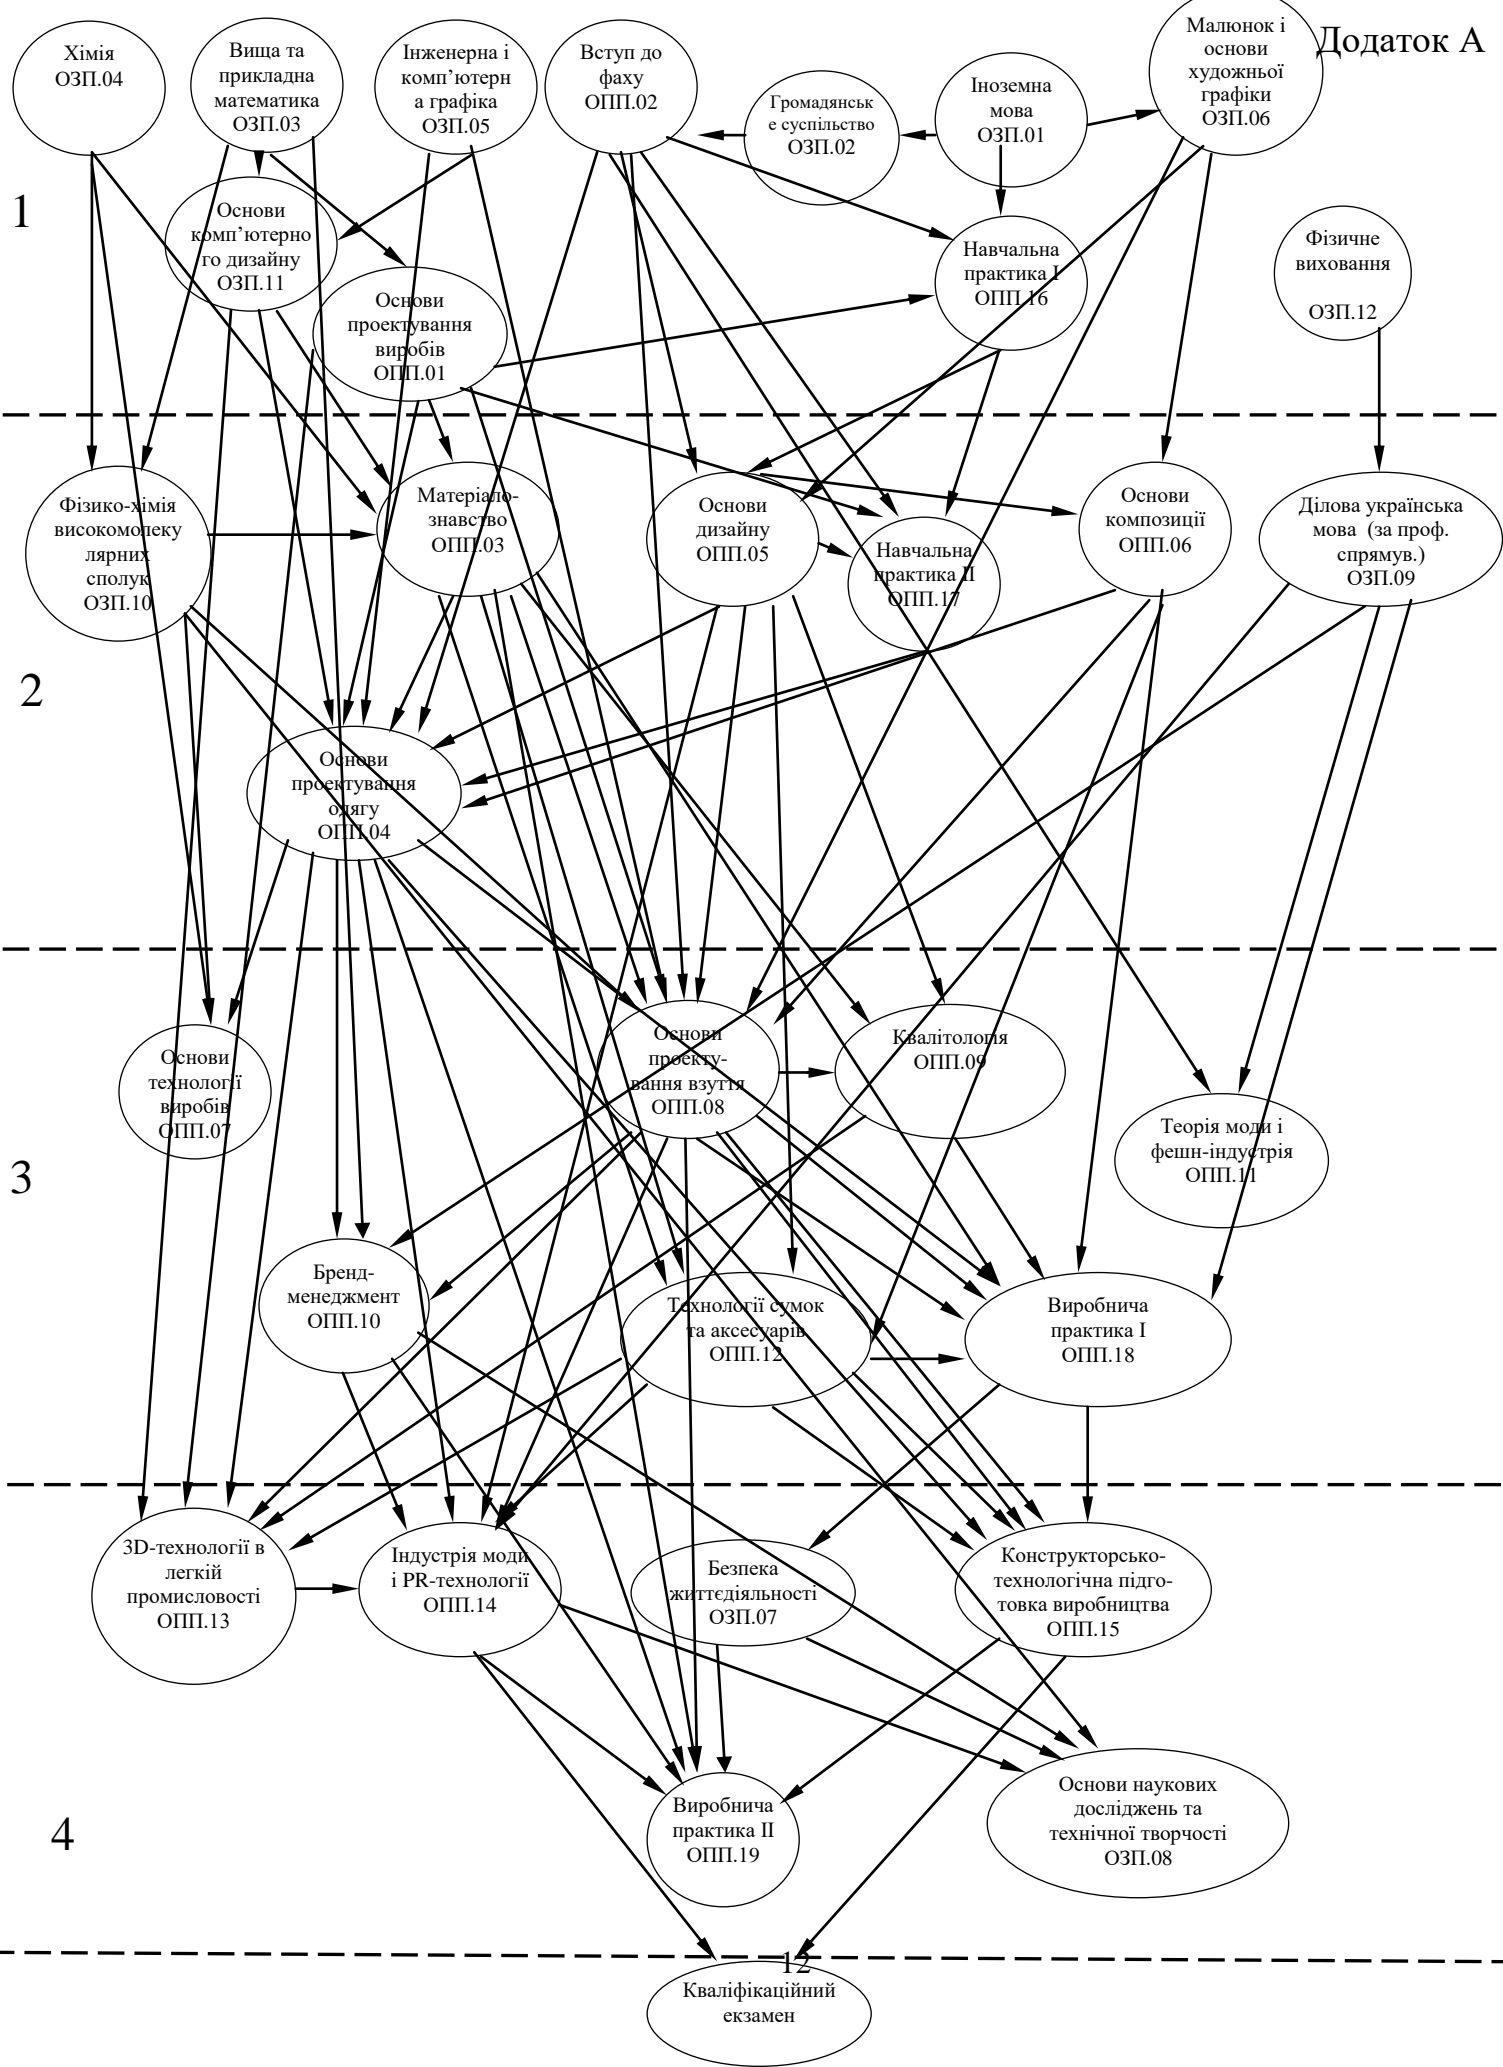 Додаток А
Хімія
ОЗП.04
Вища та
прикладна
математика
ОЗП.03
Інженерна і
комп’ютерн
а графіка
ОЗП.05
Вступ до
фаху
ОПП.02
Громадянськ
е суспільство
ОЗП.02
Іноземна
мова
ОЗП.01
Малюнок і
основи
художньої
графіки
ОЗП.06
1
Основи
комп’ютерно
го дизайну
ОЗП.11
Основи
проектування
виробів
ОПП.01
Навчальна
практика І
ОПП.16
Фізичне
виховання
ОЗП.12
Фізико-хімія
високомолеку
лярних
сполук
ОЗП.10
Матеріало-
знавство
ОПП.03
Основи
дизайну
ОПП.05
Навчальна
практика ІІ
ОПП.17
Основи
композиції
ОПП.06
Ділова українська
мова (за проф.
спрямув.)
ОЗП.09
2
Основи
проектування
одягу
ОПП.04
Основи
технології
виробів
ОПП.07
Основи
проекту-
вання взуття
ОПП.08
Квалітологія
ОПП.09
Теорія моди і
фешн-індустрія
ОПП.11
3
Бренд-
менеджмент
ОПП.10
Технології сумок
та аксесуарів
ОПП.12
Виробнича
практика І
ОПП.18
3D-технології в
легкій
промисловості
ОПП.13
Індустрія моди
і PR-технології
ОПП.14
Безпека
життєдіяльності
ОЗП.07
Конструкторсько-
технологічна підго-
товка виробництва
ОПП.15
4
Виробнича
практика ІІ
ОПП.19
Основи наукових
досліджень та
технічної творчості
ОЗП.08
12
Кваліфікаційний
екзамен